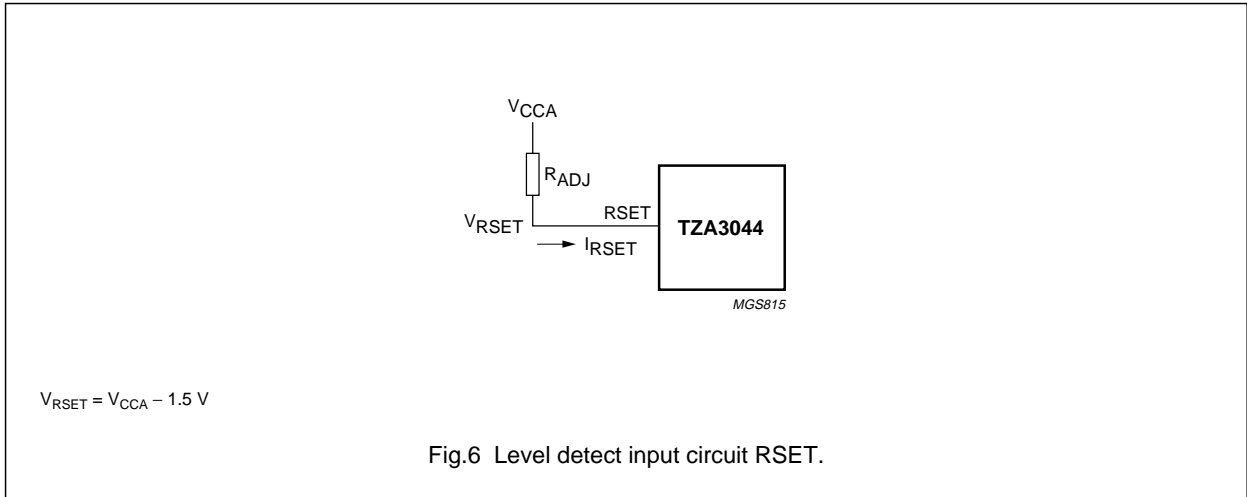 VCCA
RADJ
VRSET
RSET
IRSET
TZA3044
MGS815
VRSET = VCCA − 1.5 V
Fig.6 Level detect input circuit RSET.